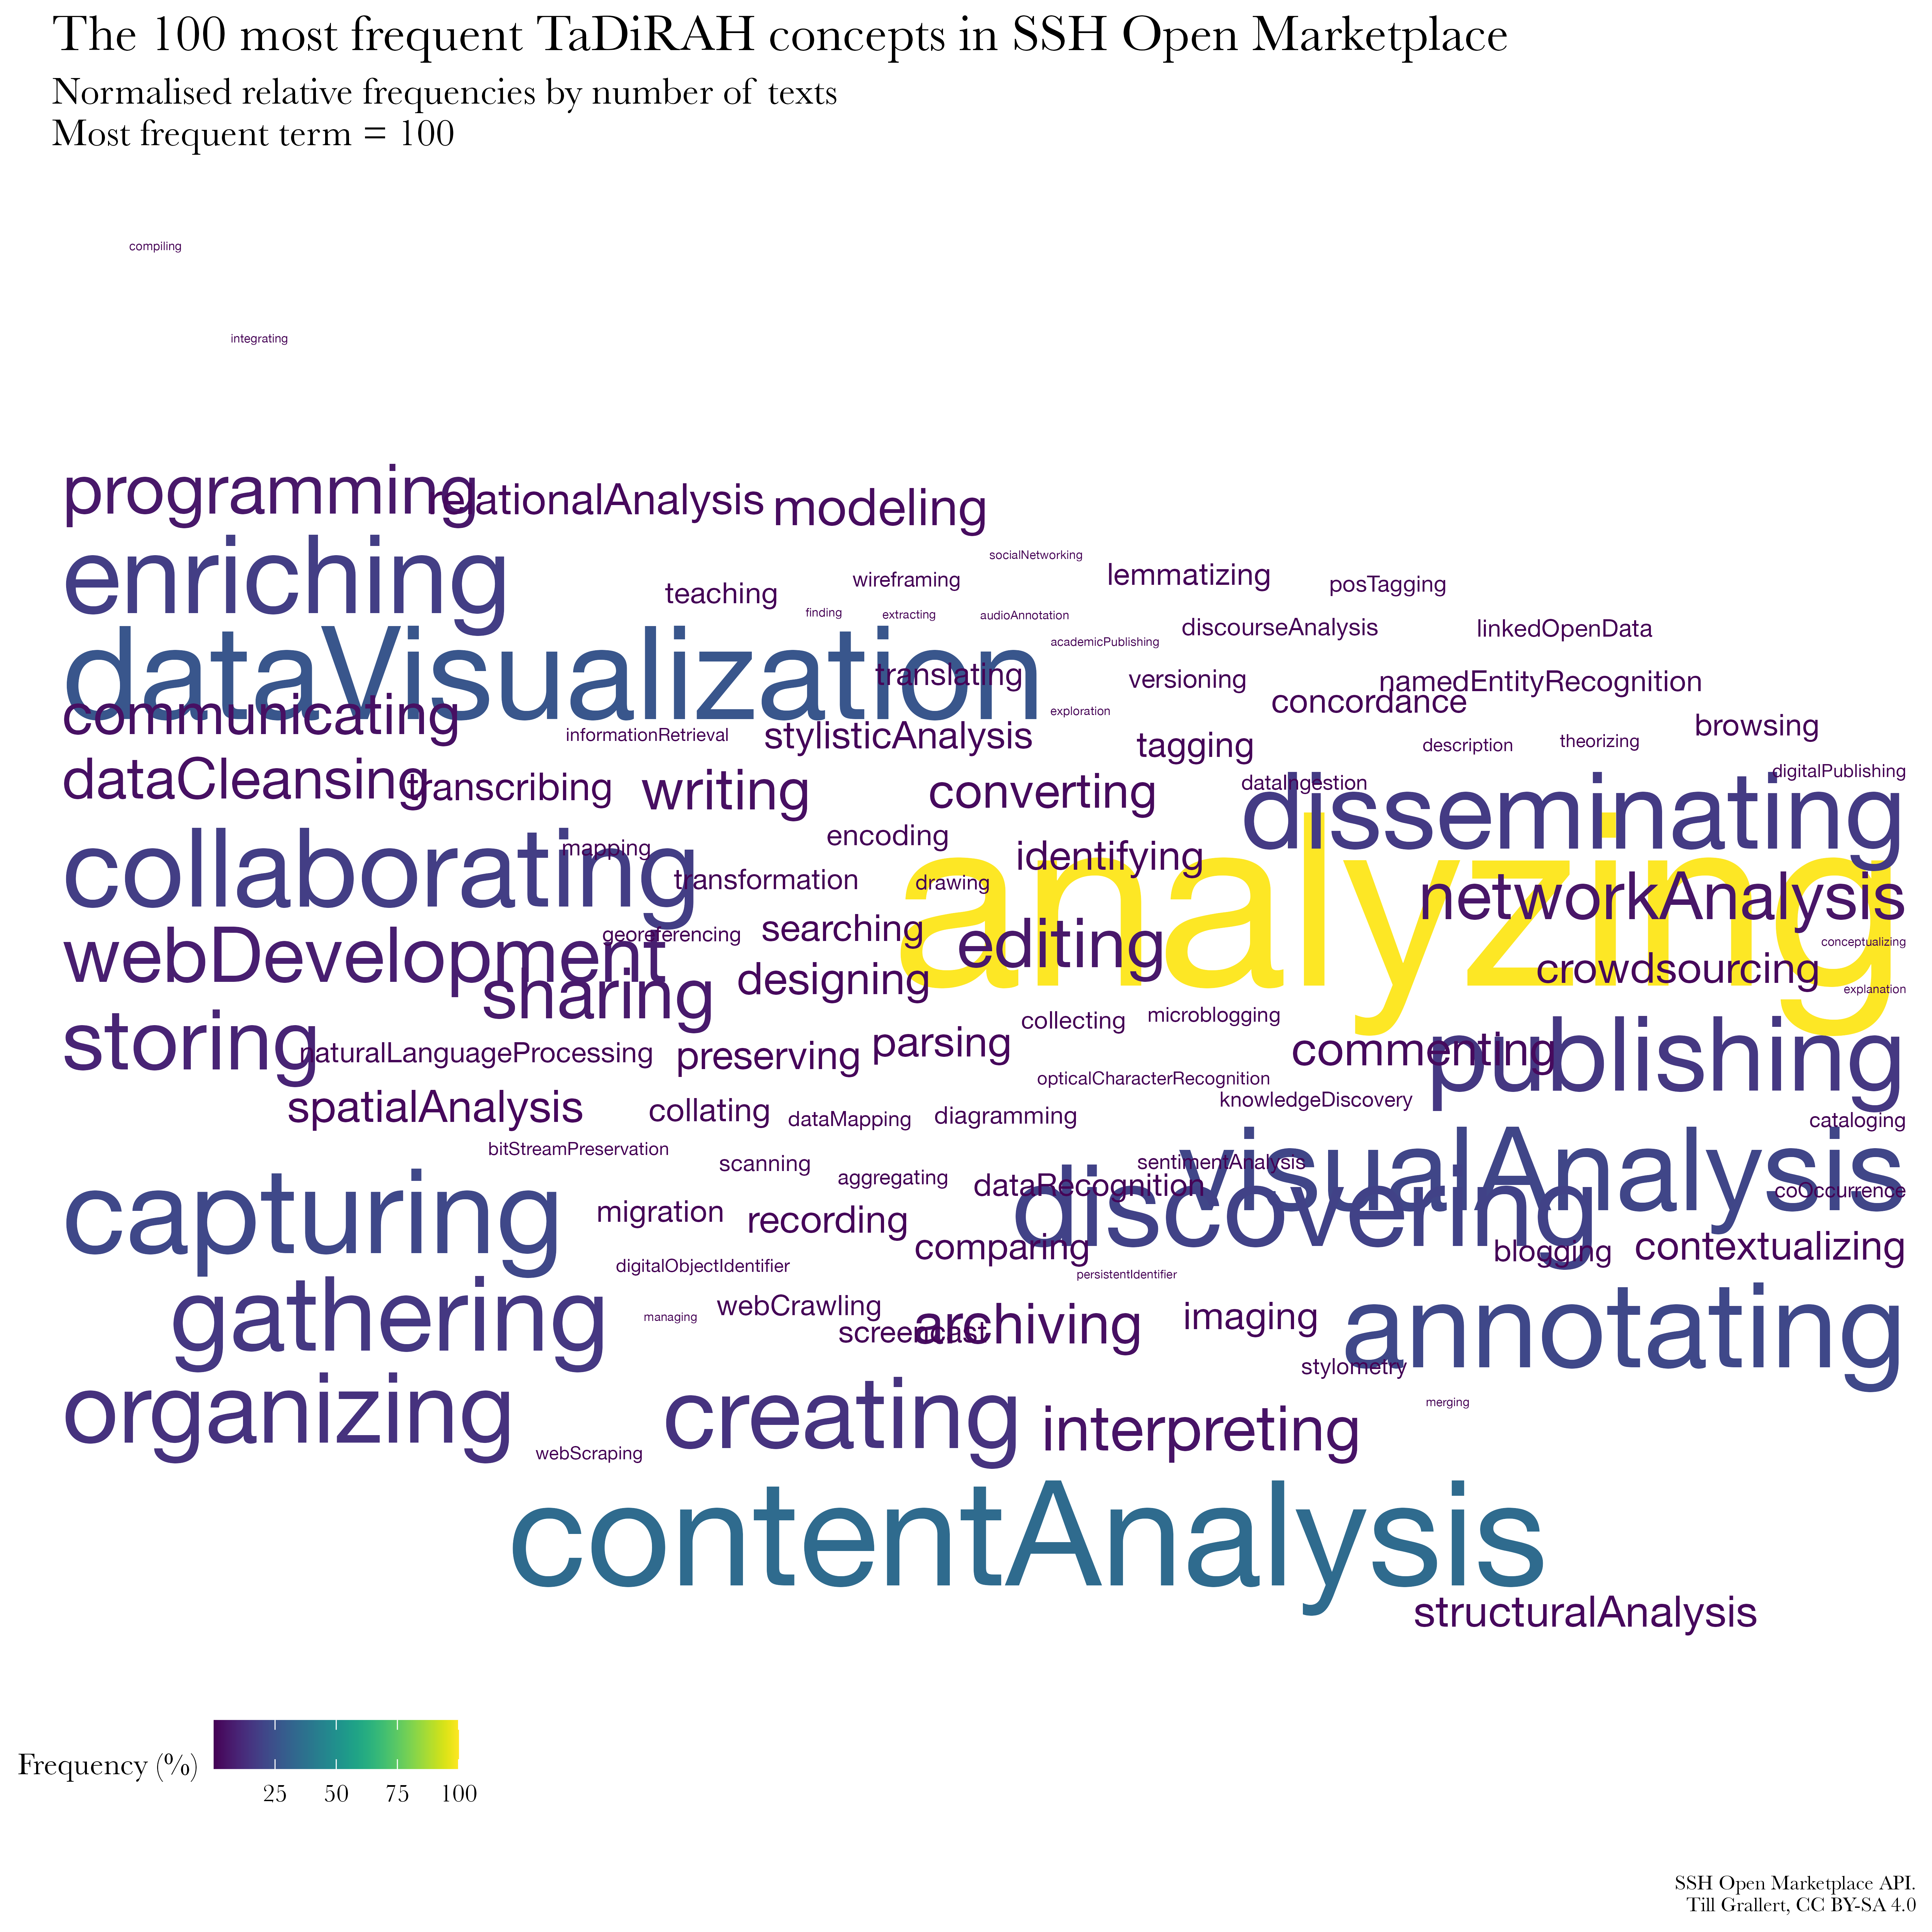 The 100 most frequent TaDiRAH concepts in SSH Open Marketplace
Normalised relative frequencies by number of texts
Most frequent term = 100
compiling
integrating
programming
relationalAnalysis
modeling
enriching
socialNetworking
teaching
wireframing
lemmatizing
posTagging
finding
extracting
audioAnnotation
discourseAnalysis
linkedOpenData
academicPublishing
dataVisualization
translating
versioning
namedEntityRecognition
concordance
communicating
exploration
browsing
informationRetrieval
stylisticAnalysis
tagging
description
theorizing
dataCleansing
transcribing
writing
converting
dataIngestion
digitalPublishing
disseminating
collaborating
mapping
encoding
identifying
analyzing
transformation
drawing
networkAnalysis
webDevelopment
georeferencing
searching
editing
conceptualizing
sharing
designing
crowdsourcing
explanation
storing
naturalLanguageProcessing
preserving
parsing
collecting
microblogging
commenting
publishing
opticalCharacterRecognition
knowledgeDiscovery
spatialAnalysis
collating
dataMapping
diagramming
cataloging
bitStreamPreservation
scanning
aggregating
sentimentAnalysis
visualAnalysis
dataRecognition
coOccurrence
capturing
migration
recording
discovering
comparing
blogging
contextualizing
digitalObjectIdentifier
persistentIdentifier
gathering
managing
webCrawling
screencast
archiving
imaging
annotating
stylometry
organizing
creating
interpreting
merging
webScraping
contentAnalysis
structuralAnalysis
Frequency (%)
25 50 75 100
SSH Open Marketplace API.
Till Grallert, CC BY-SA 4.0